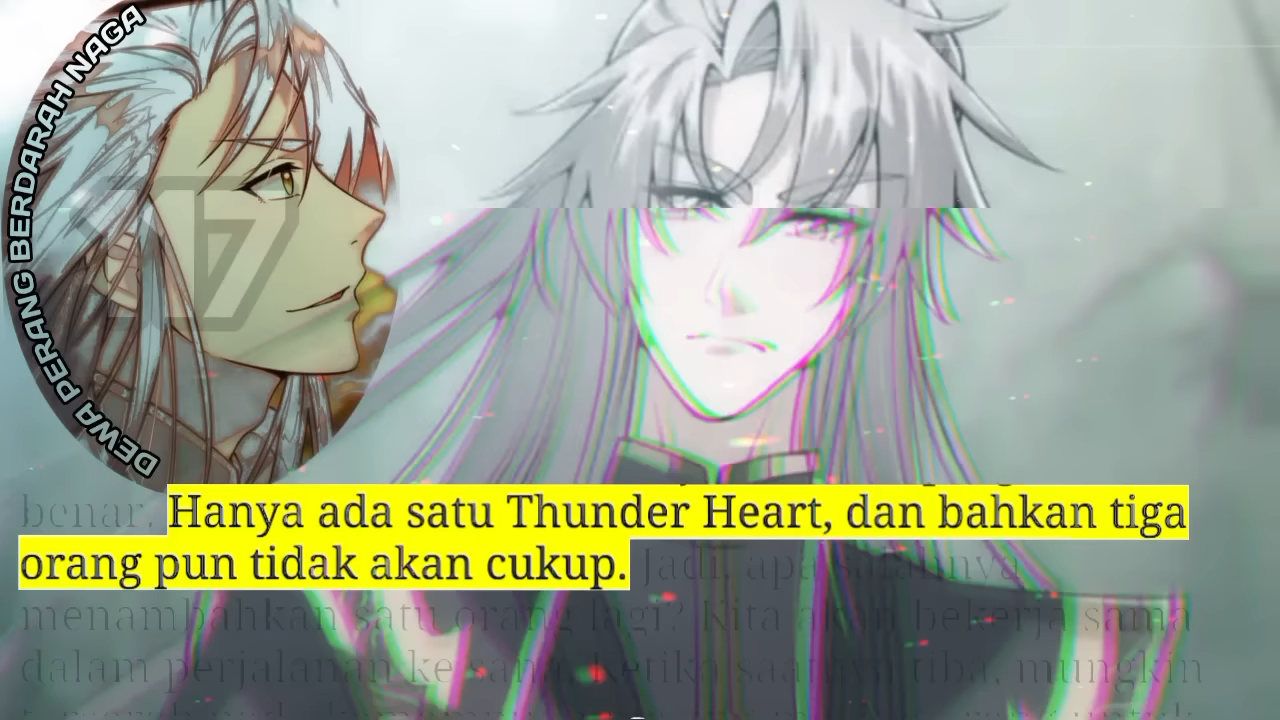 DEWA PERANG BERDARAH NAGA
benar. Hanya ada satu Thunder Heart, dan bahkan tiga
orang pun tidak akan cukup. Jadi, apa salahnya
menambahkan satu orang lagi? Kita akan bekerja sama
dalam perjalanan ke sana. Ketika saatnya tiba, mungkin